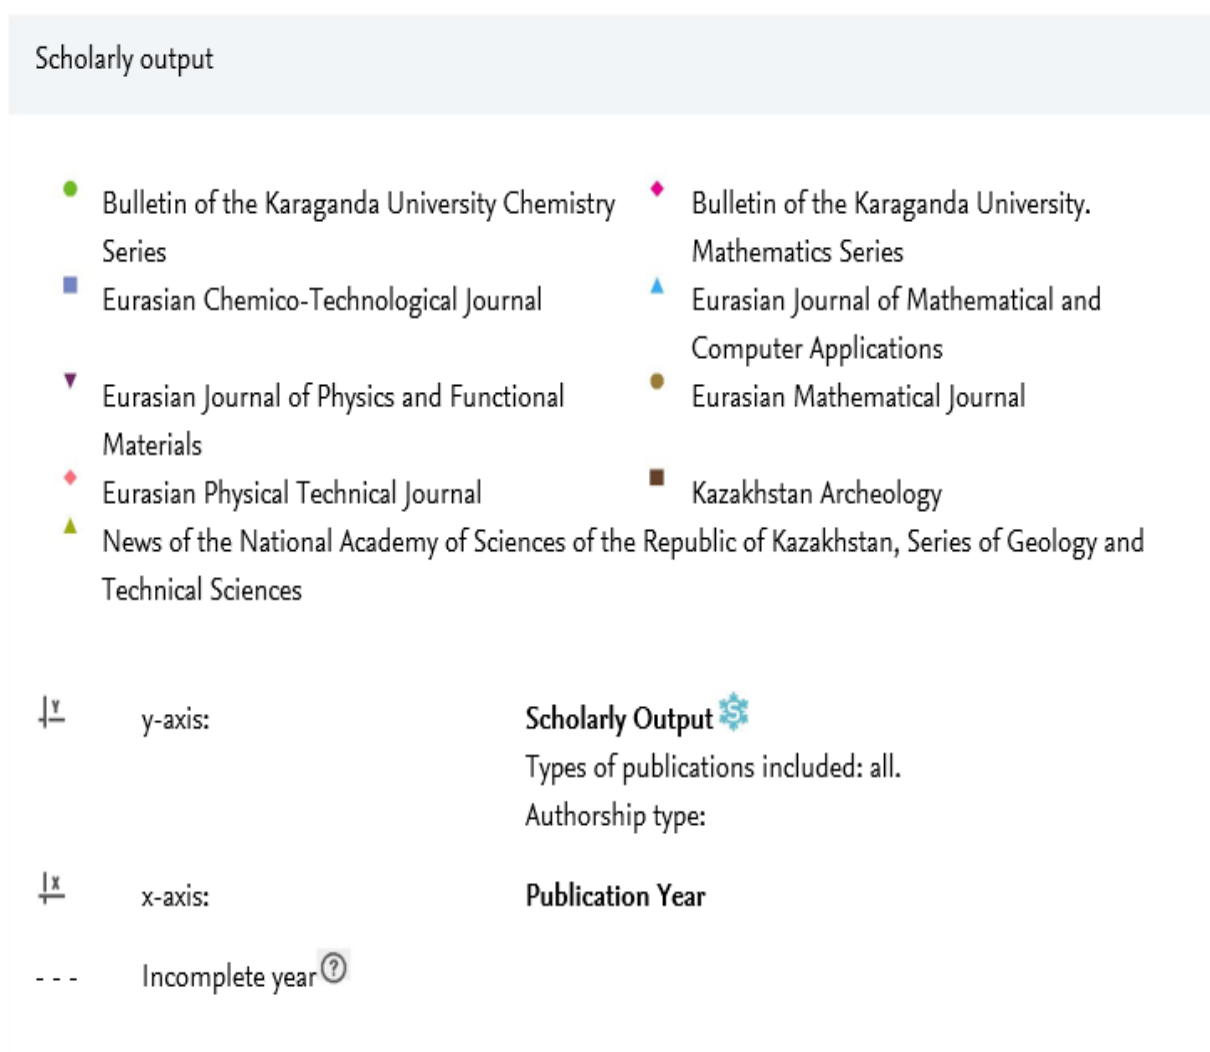 Scholarly output
Bulletin of the Karaganda University Chemistry
Series
Bulletin of the Karaganda University.
Mathematics Series
Eurasian Chemico-Technological Journal
Eurasian Journal of Mathematical and
Computer Applications
Eurasian Journal of Physics and Functional
Materials
Eurasian Mathematical Journal
Eurasian Physical Technical Journal
Kazakhstan Archeology
News of the National Academy of Sciences of the Republic of Kazakhstan, Series of Geology and
Technical Sciences
Y y-axis: Scholarly Output S
Types of publications included: all.
Authorship type:
X x-axis: Publication Year
- - - Incomplete year ?